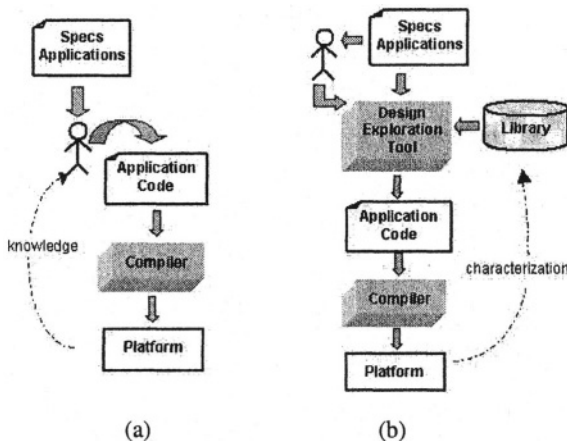 Specs
Applications
Application
Code
knowledge
Compiler
Platform
(a)
Specs
Applications
Design
Exploration
Tool
Library
Application
Code
characterization
Compiler
Platform
(b)